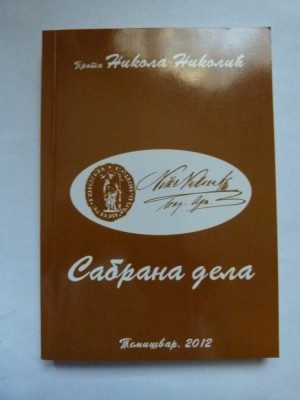 Прота Никола Николић
Сабрана дела
Темишвар, 2012